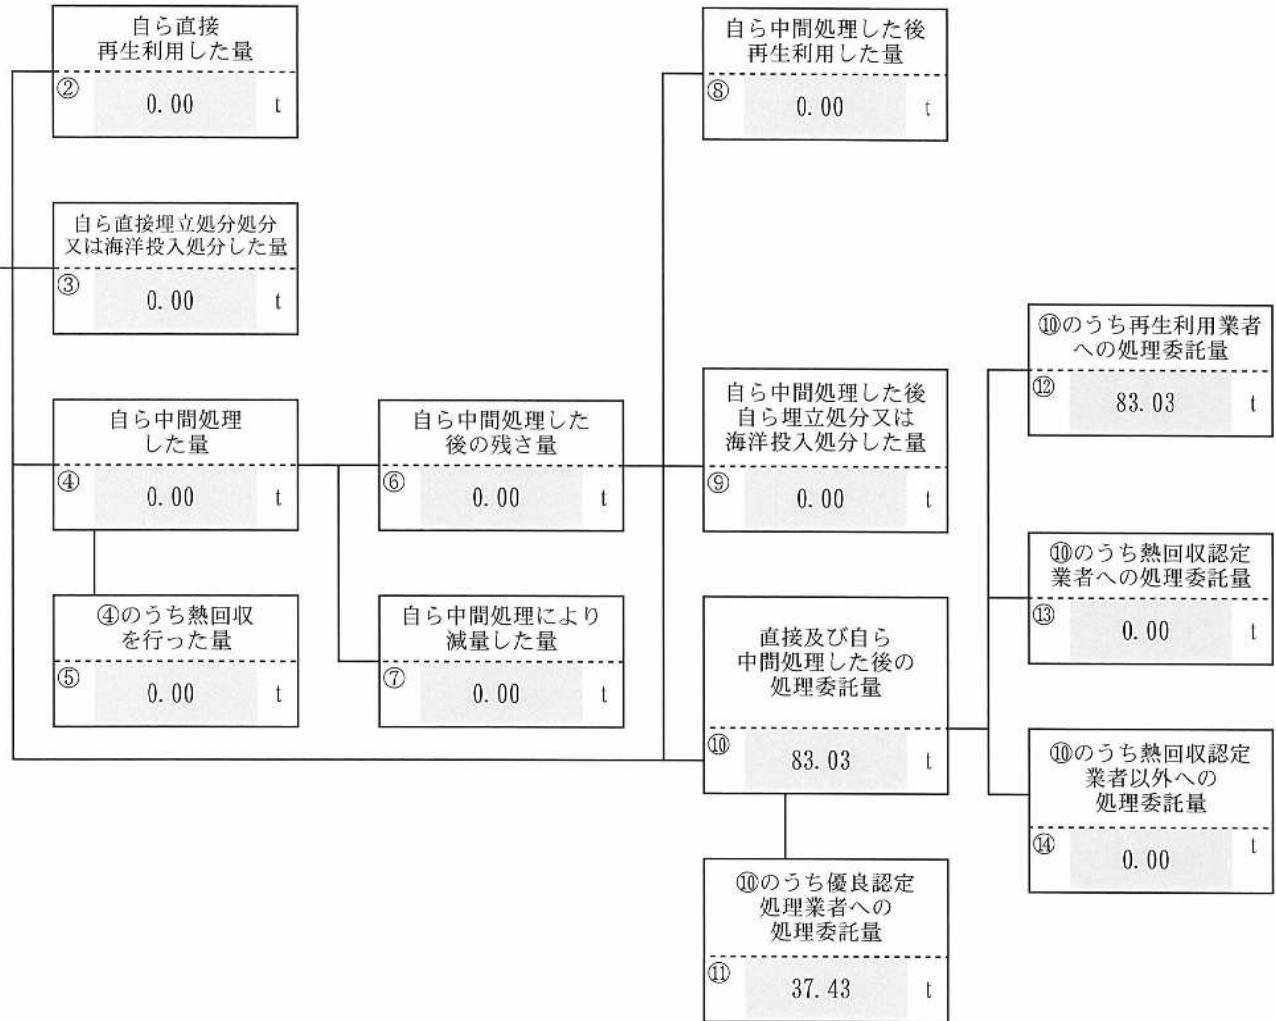 自ら直接
再生利用した量
② 0.00 t
自ら直接埋立処分処分
又は海洋投入処分した量
③ 0.00 t
自ら中間処理
した量
④ 0.00 t
④のうち熱回収
を行った量
⑤ 0.00 t
自ら中間処理した
後の残さ量
⑥ 0.00 t
自ら中間処理により
減量した量
⑦ 0.00 t
自ら中間処理した後
再生利用した量
⑧ 0.00 t
自ら中間処理した後
自ら埋立処分又は
海洋投入処分した量
⑨ 0.00 t
直接及び自ら
中間処理した後の
処理委託量
⑩ 83.03 t
⑩のうち優良認定
処理業者への
処理委託量
⑪ 37.43 t
⑩のうち再生利用業者
への処理委託量
⑫ 83.03 t
⑩のうち熱回収認定
業者への処理委託量
⑬ 0.00 t
⑩のうち熱回収認定
業者以外への
処理委託量
⑭ 0.00 t